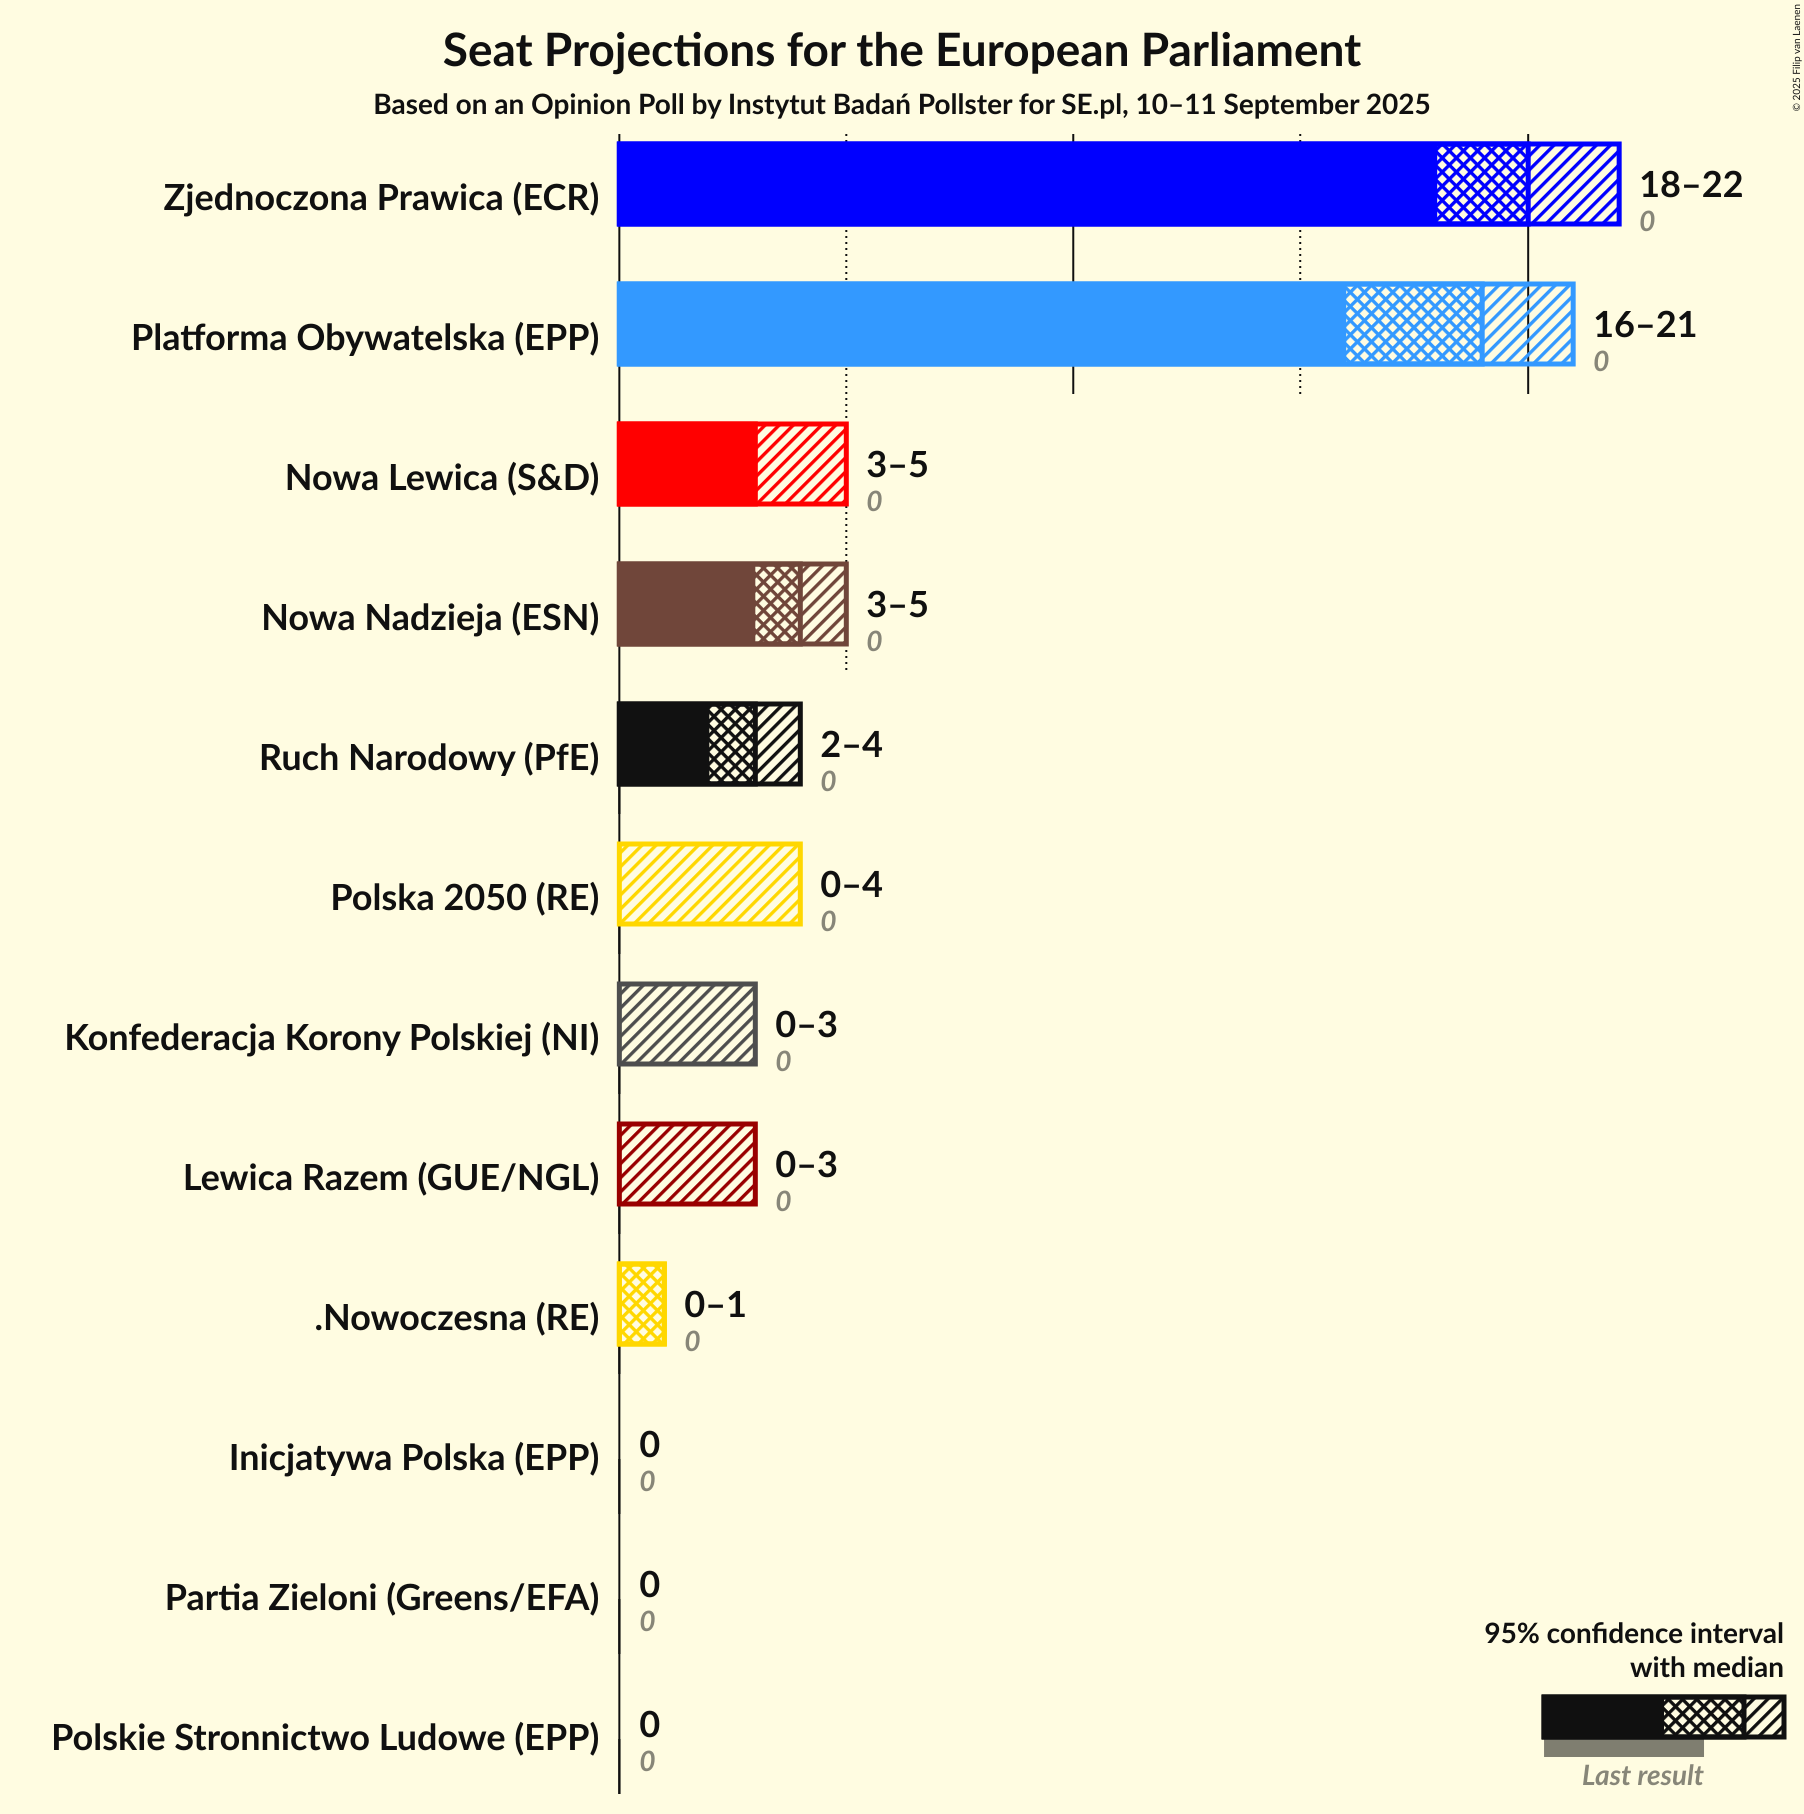 Seat Projections for the European Parliament
Based on an Opinion Poll by Instytut Badań Pollster for SE.pl, 10–11 September 2025
© 2025 Filip van Laenen
Zjednoczona Prawica (ECR)
18–22
0
Platforma Obywatelska (EPP)
16–21
0
Nowa Lewica (S&D)
3–5
0
Nowa Nadzieja (ESN)
3–5
0
Ruch Narodowy (PfE)
2–4
0
Polska 2050 (RE)
0–4
0
Konfederacja Korony Polskiej (NI)
0–3
0
Lewica Razem (GUE/NGL)
0–3
0
.Nowoczesna (RE)
0–1
0
Inicjatywa Polska (EPP)
0
0
Partia Zieloni (Greens/EFA)
0
0
Polskie Stronnictwo Ludowe (EPP)
0
0
95% confidence interval
with median
Last result